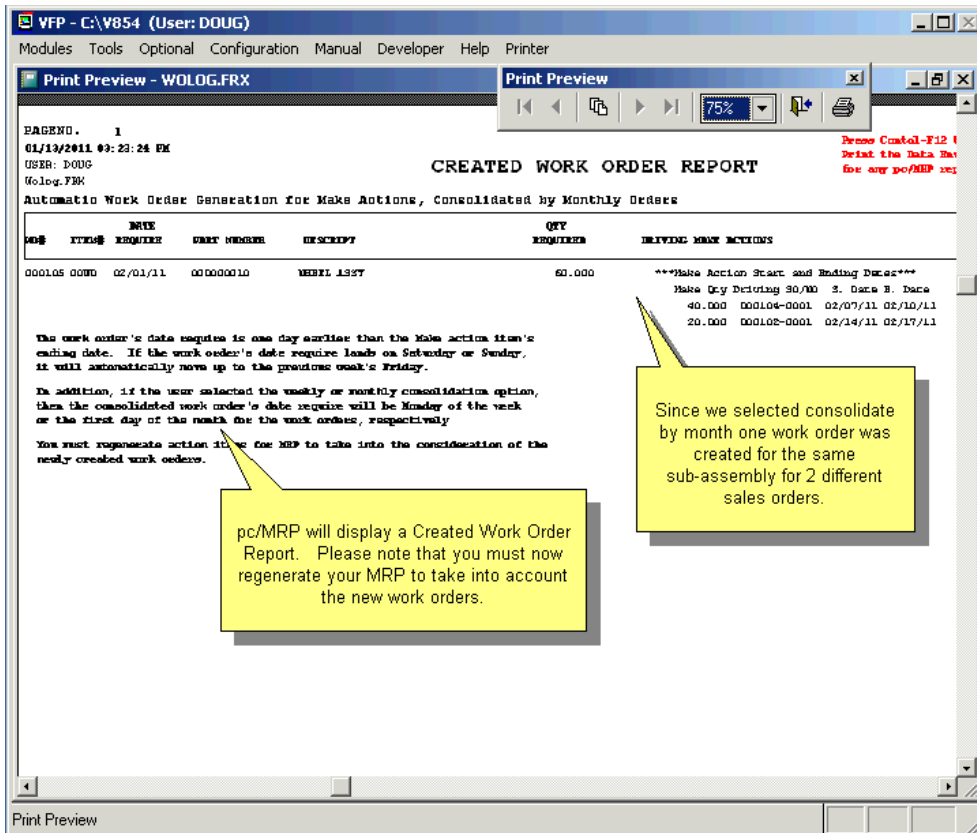 VFP - C:\V854 (User: DOUG)
Modules Tools Optional Configuration Manual Developer Help Printer
Print Preview - WOLOG.FRX
Print Preview
75%
PAGENO. 1
01/13/2011 03:23:24 PM
USER: DOUG
Wolog.FRX
CREATED WORK ORDER REPORT
Press Contol-F12
Print the Data
for any pc/MRP
Automatic Work Order Generation for Make Actions, Consolidated by Monthly Orders
WO# ITEM# DATE REQUIRE PART NUMBER DESCRIPT QTY REQUIRED DRIVING MAKE ACTIONS
000105 02/01/11 000000010 WHEEL ASSY 60.000 ***Make Action Start and Ending Dates***
Make Qty Driving SO/WO S. Date E. Date
40.000 000104-0001 02/07/11 02/10/11
20.000 000102-0001 02/14/11 02/17/11
The work order's date require is one day earlier than the Make action item's
ending date. If the work order's date require lands on Saturday or Sunday,
it will automatically move up to the previous week's Friday.
In addition, if the user selected the weekly or monthly consolidation option,
then the consolidated work order's date require will be Monday of the week
or the first day of the month for the work orders, respectively
You must regenerate action items for MRP to take into the consideration of the
newly created work orders.
Since we selected consolidate
by month one work order was
created for the same
sub-assembly for 2 different
sales orders.
pc/MRP will display a Created Work Order
Report. Please note that you must now
regenerate your MRP to take into account
the new work orders.
Print Preview